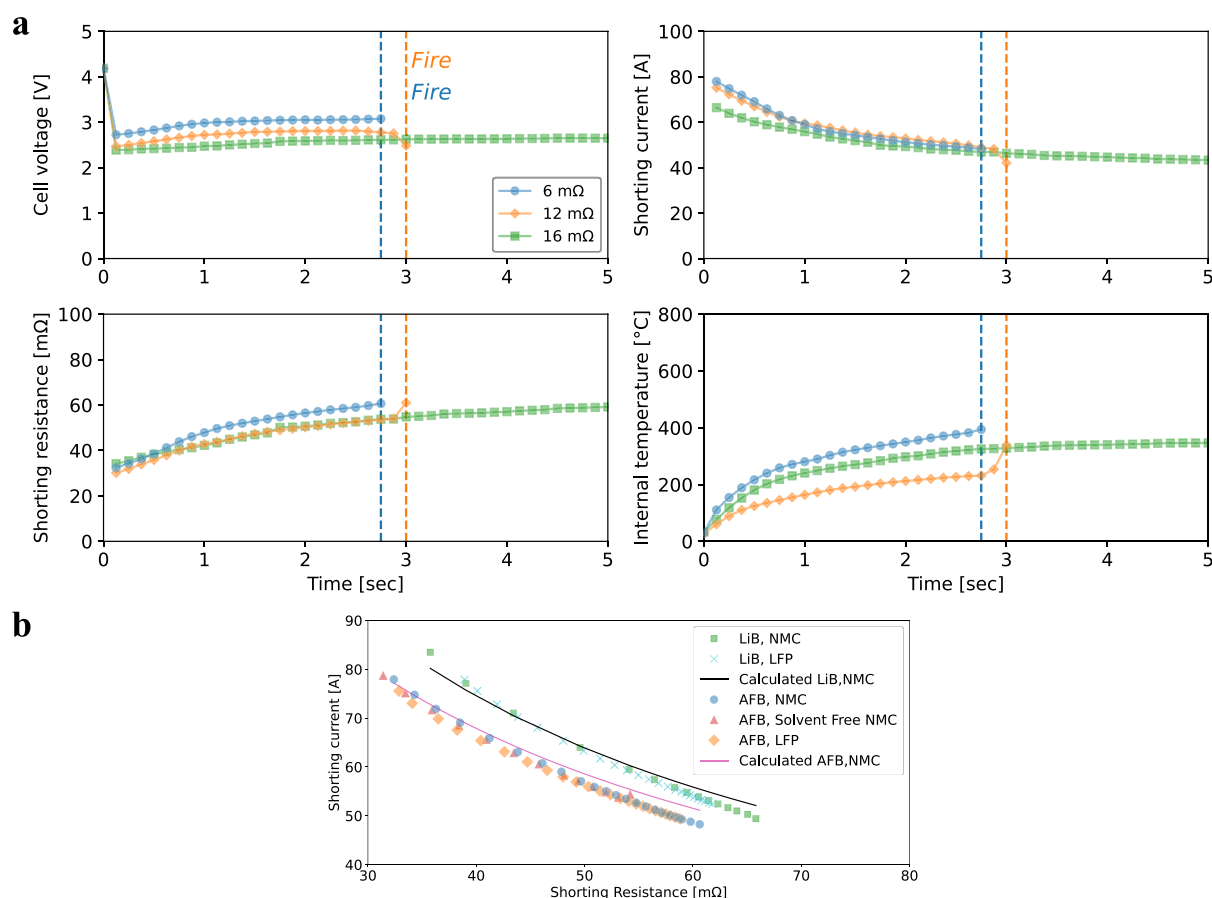 a
Cell voltage [V]
5
4
3
2
1
0
0 1 2 3 4 5
Fire
Fire
6 mΩ
12 mΩ
16 mΩ
Shorting current [A]
100
80
60
40
20
0
0 1 2 3 4 5
Shorting resistance [mΩ]
100
80
60
40
20
0
0 1 2 3 4 5
Time [sec]
Internal temperature [°C]
800
600
400
200
0
0 1 2 3 4 5
Time [sec]
b
Shorting current [A]
90
80
70
60
50
40
30 40 50 60 70 80
Shorting Resistance [mΩ]
LiB, NMC
LiB, LFP
Calculated LiB,NMC
AFB, NMC
AFB, Solvent Free NMC
AFB, LFP
Calculated AFB,NMC